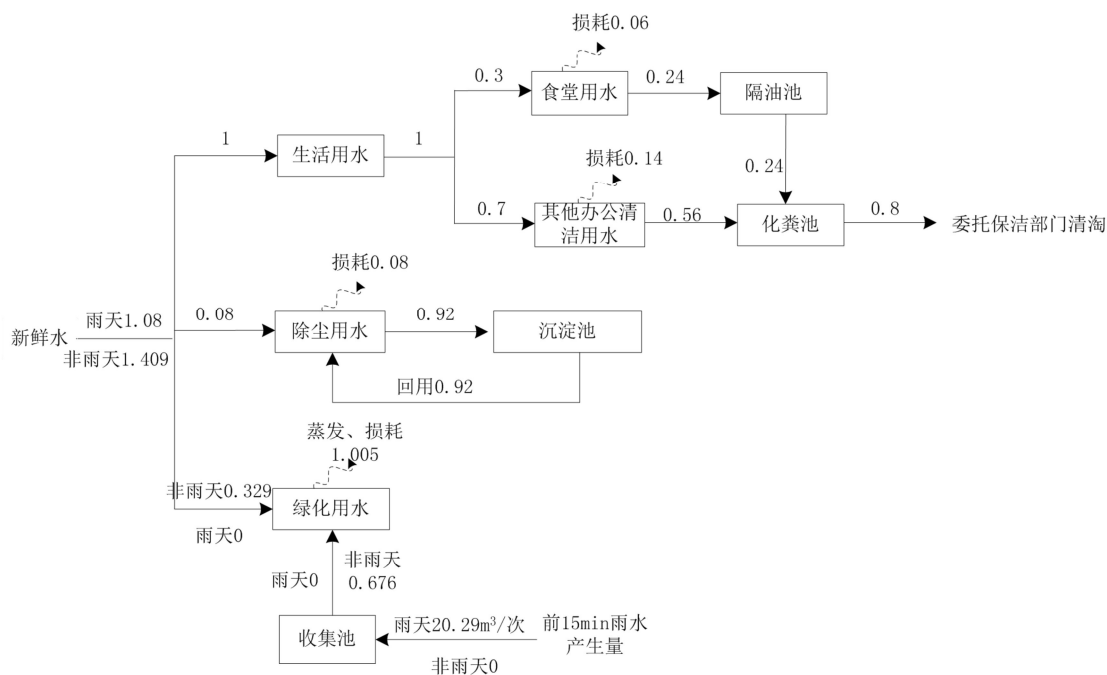 损耗0.06
0.3
食堂用水
0.24
隔油池
1
生活用水
1
损耗0.14
0.24
0.7
其他办公清
洁用水
0.56
化粪池
0.8
委托保洁部门清淘
损耗0.08
新鲜水
雨天1.08
非雨天1.409
0.08
除尘用水
0.92
沉淀池
回用0.92
蒸发、损耗
1.005
非雨天0.329
雨天0
绿化用水
雨天0
非雨天
0.676
收集池
雨天20.29m³/次
非雨天0
前15min雨水
产生量